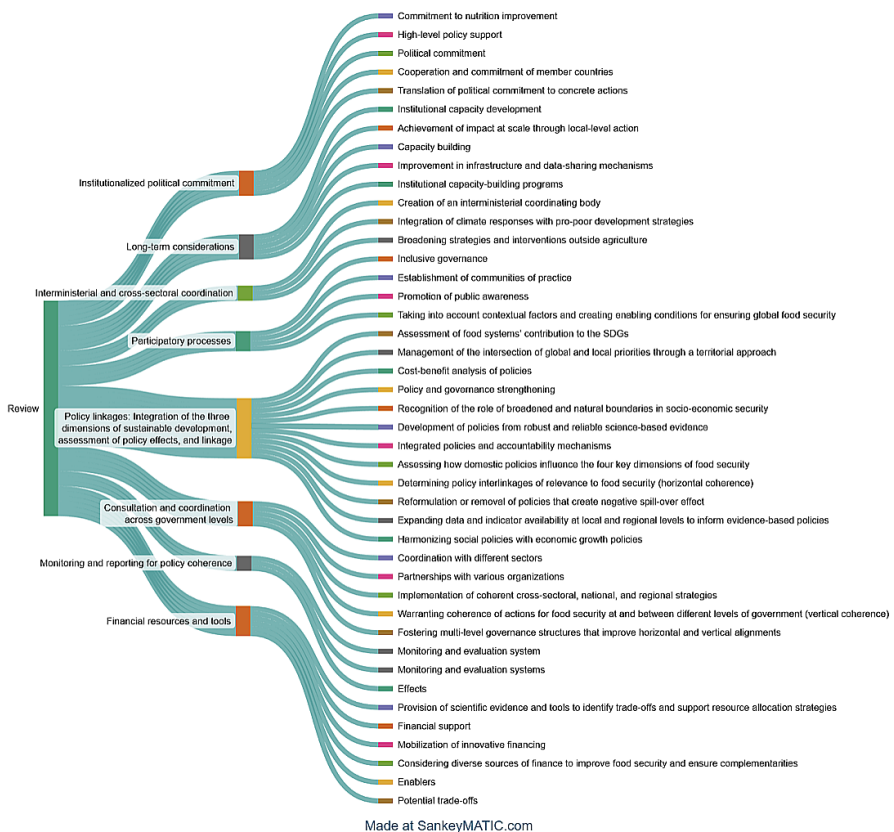 Review
Institutionalized political commitment
Long-term considerations
Interministerial and cross-sectoral coordination
Participatory processes
Policy linkages: Integration of the three
dimensions of sustainable development,
assessment of policy effects, and linkage
Consultation and coordination
across government levels
Monitoring and reporting for policy coherence
Financial resources and tools
Commitment to nutrition improvement
High-level policy support
Political commitment
Cooperation and commitment of member countries
Translation of political commitment to concrete actions
Institutional capacity development
Achievement of impact at scale through local-level action
Capacity building
Improvement in infrastructure and data-sharing mechanisms
Institutional capacity-building programs
Creation of an interministerial coordinating body
Integration of climate responses with pro-poor development strategies
Broadening strategies and interventions outside agriculture
Inclusive governance
Establishment of communities of practice
Promotion of public awareness
Taking into account contextual factors and creating enabling conditions for ensuring global food security
Assessment of food systems' contribution to the SDGs
Management of the intersection of global and local priorities through a territorial approach
Cost-benefit analysis of policies
Policy and governance strengthening
Recognition of the role of broadened and natural boundaries in socio-economic security
Development of policies from robust and reliable science-based evidence
Integrated policies and accountability mechanisms
Assessing how domestic policies influence the four key dimensions of food security
Determining policy interlinkages of relevance to food security (horizontal coherence)
Reformulation or removal of policies that create negative spill-over effect
Expanding data and indicator availability at local and regional levels to inform evidence-based policies
Harmonizing social policies with economic growth policies
Coordination with different sectors
Partnerships with various organizations
Implementation of coherent cross-sectoral, national, and regional strategies
Warranting coherence of actions for food security at and between different levels of government (vertical coherence)
Fostering multi-level governance structures that improve horizontal and vertical alignments
Monitoring and evaluation system
Monitoring and evaluation systems
Effects
Provision of scientific evidence and tools to identify trade-offs and support resource allocation strategies
Financial support
Mobilization of innovative financing
Considering diverse sources of finance to improve food security and ensure complementarities
Enablers
Potential trade-offs
Made at SankeyMATIC.com